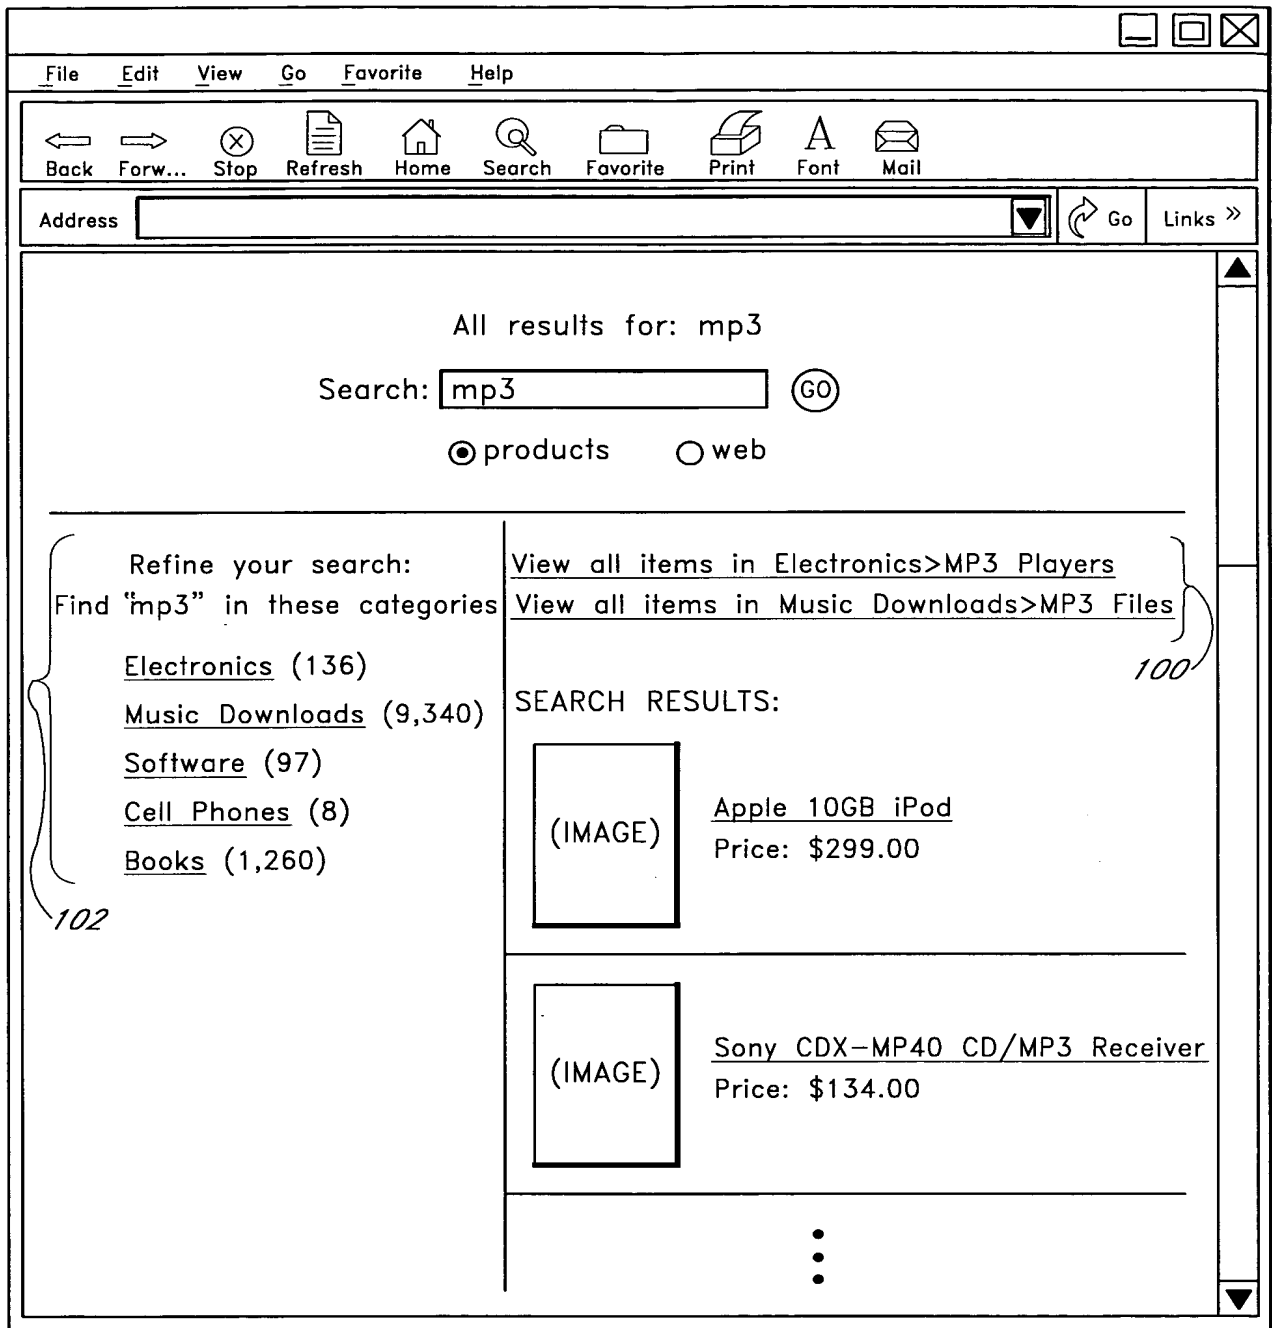 File Edit View Go Favorite Help
Back Forw... Stop Refresh Home Search Favorite Print Font Mail
Address Go Links »
All results for: mp3
Search: mp3 GO
products web
Refine your search:
Find "mp3" in these categories
Electronics (136)
Music Downloads (9,340)
Software (97)
Cell Phones (8)
Books (1,260)
102
View all items in Electronics>MP3 Players
View all items in Music Downloads>MP3 Files
100
SEARCH RESULTS:
(IMAGE)
Apple 10GB iPod
Price: $299.00
(IMAGE)
Sony CDX-MP40 CD/MP3 Receiver
Price: $134.00